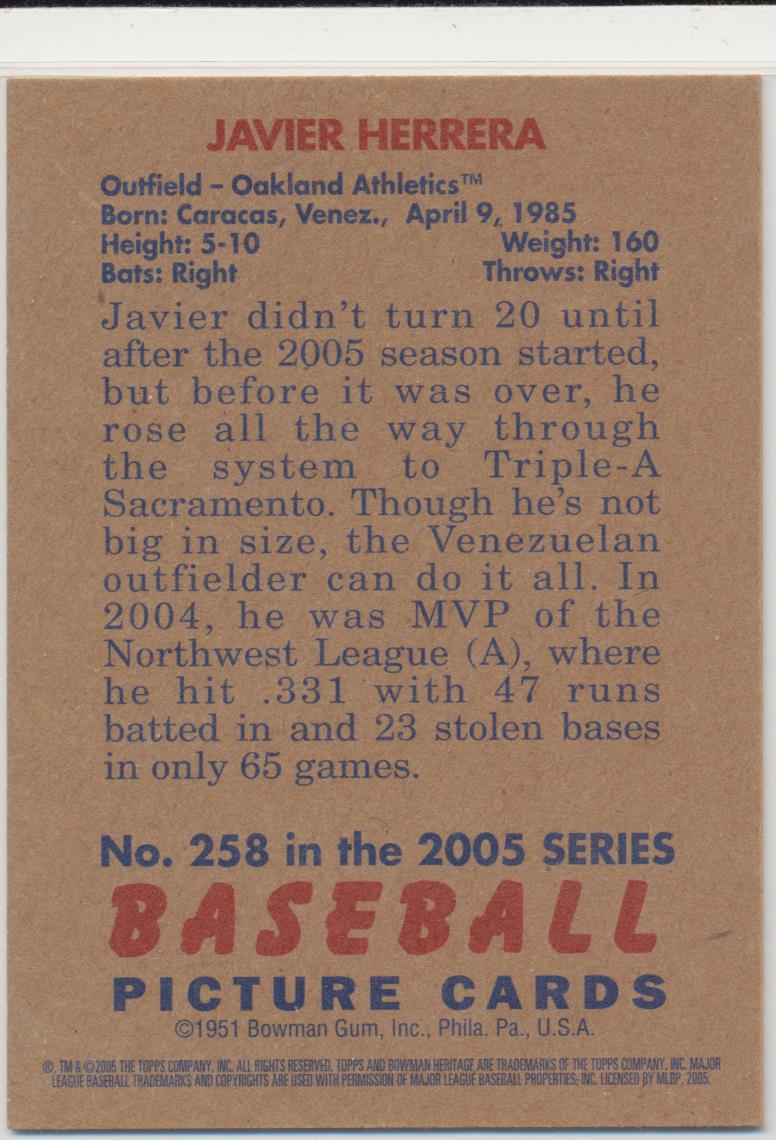 JAVIER HERRERA
Outfield – Oakland Athletics™
Born: Caracas, Venez., April 9, 1985
Height: 5-10 Weight: 160
Bats: Right Throws: Right
Javier didn't turn 20 until
after the 2005 season started,
but before it was over, he
rose all the way through
the system to Triple-A
Sacramento. Though he's not
big in size, the Venezuelan
outfielder can do it all. In
2004, he was MVP of the
Northwest League (A), where
he hit .331 with 47 runs
batted in and 23 stolen bases
in only 65 games.
No. 258 in the 2005 SERIES
BASEBALL
PICTURE CARDS
©1951 Bowman Gum, Inc., Phila. Pa., U.S.A.
®, TM & ©2005 THE TOPPS COMPANY, INC. ALL RIGHTS RESERVED. TOPPS AND BOWMAN HERITAGE ARE TRADEMARKS OF THE TOPPS COMPANY, INC. MAJOR
LEAGUE BASEBALL TRADEMARKS AND COPYRIGHTS ARE USED WITH PERMISSION OF MAJOR LEAGUE BASEBALL PROPERTIES, INC. LICENSED BY MLBP, 2005.